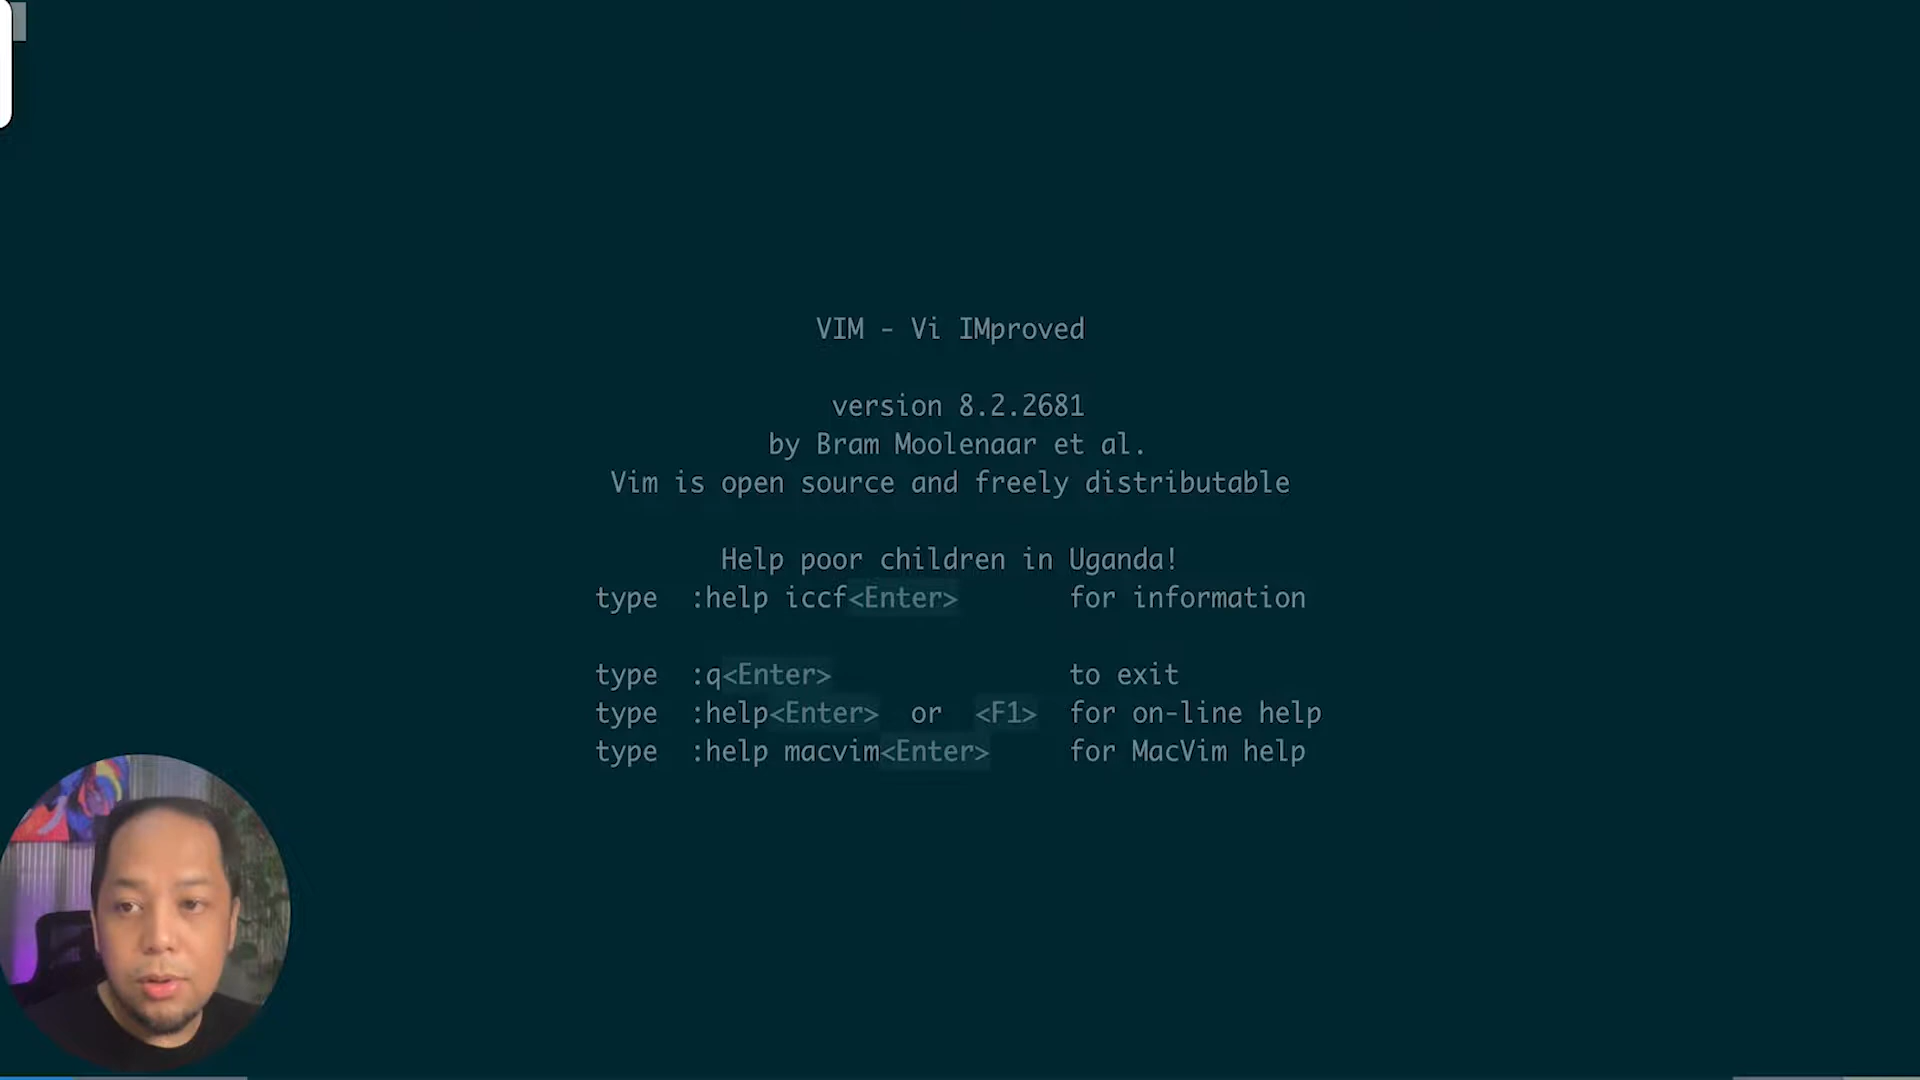 VIM - Vi IMproved
version 8.2.2681
by Bram Moolenaar et al.
Vim is open source and freely distributable
Help poor children in Uganda!
type :help iccf<Enter> for information
type :q<Enter> to exit
type :help<Enter> or <F1> for on-line help
type :help macvim<Enter> for MacVim help